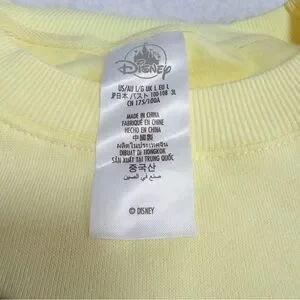 Disney
US/AU L/G UK L EU L
JP日本 バスト 100-108 3L
CN 175/100A
MADE IN CHINA
FABRIQUÉ EN CHINE
HECHO EN CHINA
中國製
ผลิตในประเทศจีน
DIBUAT DI TIONGKOK
SẢN XUẤT TẠI TRUNG QUỐC
중국산
صنع في الصين
© DISNEY